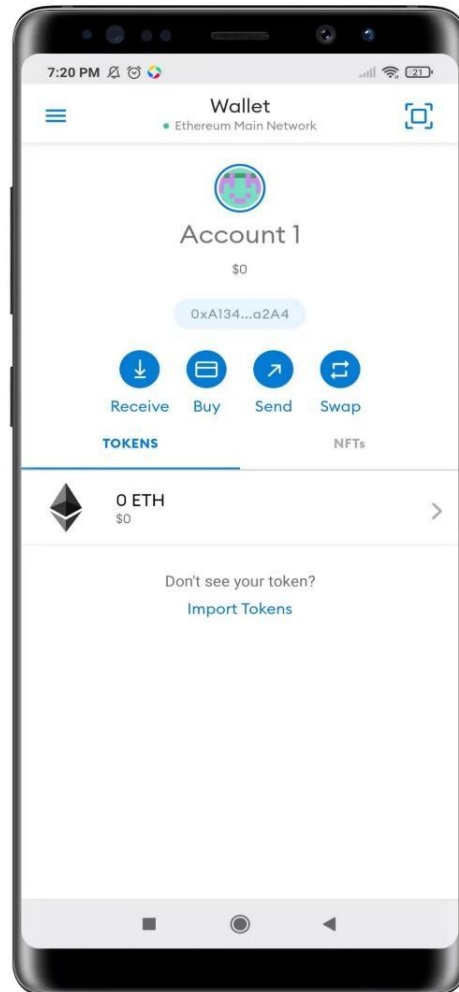 7:20 PM 21
Wallet
Ethereum Main Network
Account 1
$0
0xA134...a2A4
Receive Buy Send Swap
TOKENS NFTs
0 ETH
$0
Don't see your token?
Import Tokens